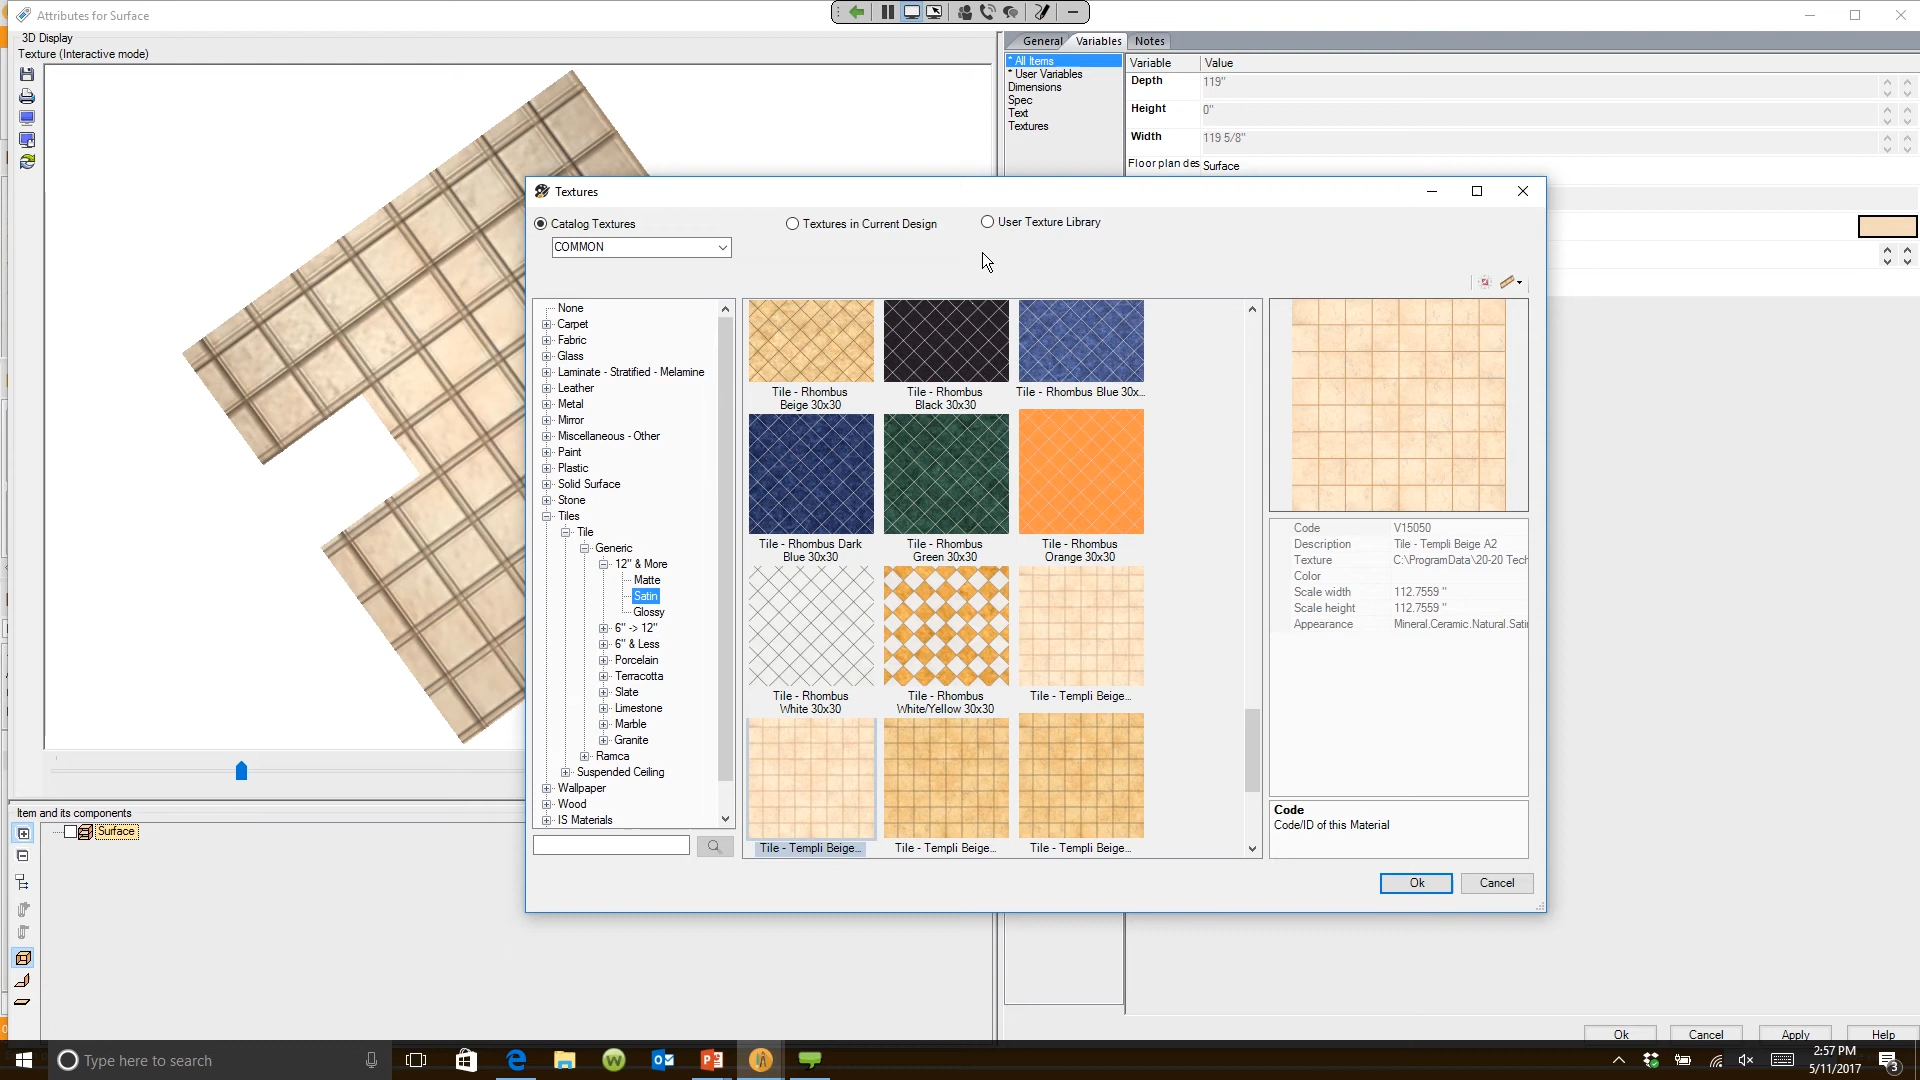 Attributes for Surface
3D Display
Texture (Interactive mode)
General
Variables
Notes
* All Items
* User Variables
Dimensions
Spec
Text
Textures
Variable
Value
Depth
119"
Height
0"
Width
119 5/8"
Floor plan des
Surface
Textures
Catalog Textures
Textures in Current Design
User Texture Library
COMMON
None
Carpet
Fabric
Glass
Laminate - Stratified - Melamine
Leather
Metal
Mirror
Miscellaneous - Other
Paint
Plastic
Solid Surface
Stone
Tiles
Tile
Generic
12" & More
Matte
Satin
Glossy
6" -> 12"
6" & Less
Porcelain
Terracotta
Slate
Limestone
Marble
Granite
Ramca
Suspended Ceiling
Wallpaper
Wood
IS Materials
Tile - Rhombus
Beige 30x30
Tile - Rhombus
Black 30x30
Tile - Rhombus Blue 30x...
Tile - Rhombus Dark
Blue 30x30
Tile - Rhombus
Green 30x30
Tile - Rhombus
Orange 30x30
Tile - Rhombus
White 30x30
Tile - Rhombus
White/Yellow 30x30
Tile - Templi Beige...
Tile - Templi Beige...
Tile - Templi Beige...
Tile - Templi Beige...
Code
V15050
Description
Tile - Templi Beige A2
Texture
C:\ProgramData\20-20 Tech
Color
Scale width
112.7559 "
Scale height
112.7559 "
Appearance
Mineral.Ceramic.Natural.Satin
Code
Code/ID of this Material
Ok
Cancel
Item and its components
Surface
Ok
Cancel
Apply
Help
Type here to search
2:57 PM
5/11/2017
3